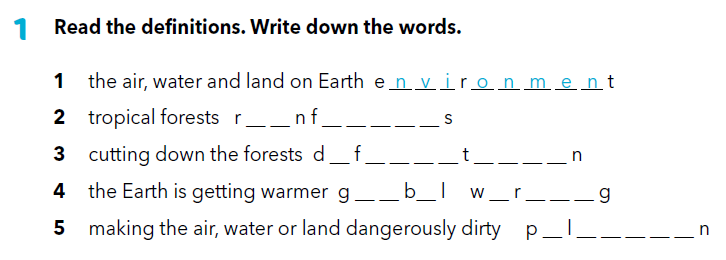 1 Read the definitions. Write down the words.
1 the air, water and land on Earth e n v i r o n m e n t
2 tropical forests r _ _ n f _ _ _ _ _ s
3 cutting down the forests d _ f _ _ _ _ t _ _ _ _ n
4 the Earth is getting warmer g _ _ b _ l w _ r _ _ _ g
5 making the air, water or land dangerously dirty p _ l _ _ _ _ _ n